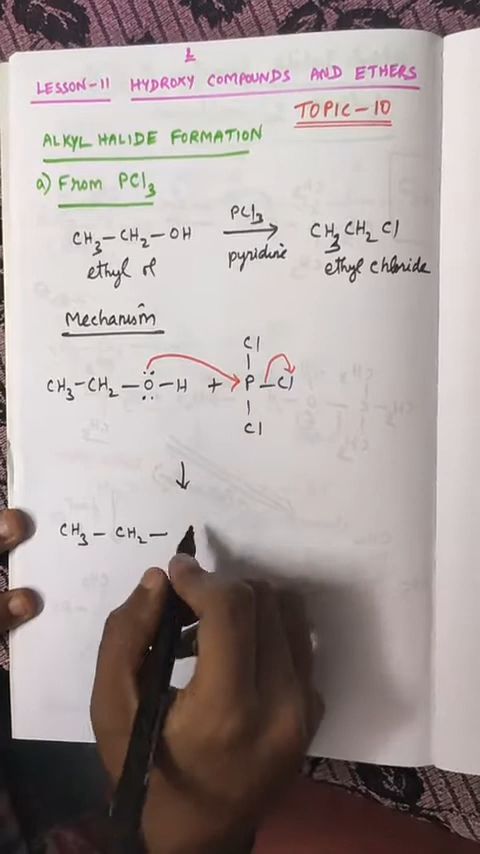 LESSON-11 HYDROXY COMPOUNDS AND ETHERS
TOPIC-10
ALKYL HALIDE FORMATION
a) From PCl3
CH3-CH2-OH PCl3 CH3CH2Cl
ethyl ol pyridine ethyl chloride
Mechanism
Cl
CH3-CH2-O-H + P-Cl
Cl
CH3-CH2-